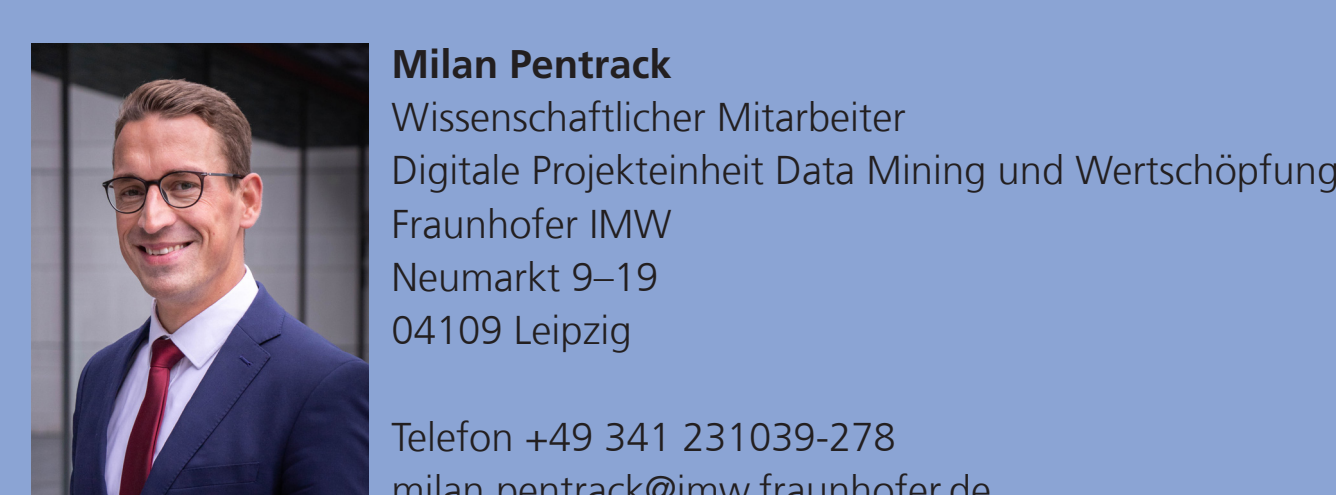 Milan Pentrack
Wissenschaftlicher Mitarbeiter
Digitale Projekteinheit Data Mining und Wertschöpfung
Fraunhofer IMW
Neumarkt 9–19
04109 Leipzig
Telefon +49 341 231039-278
milan.pentrack@imw.fraunhofer.de